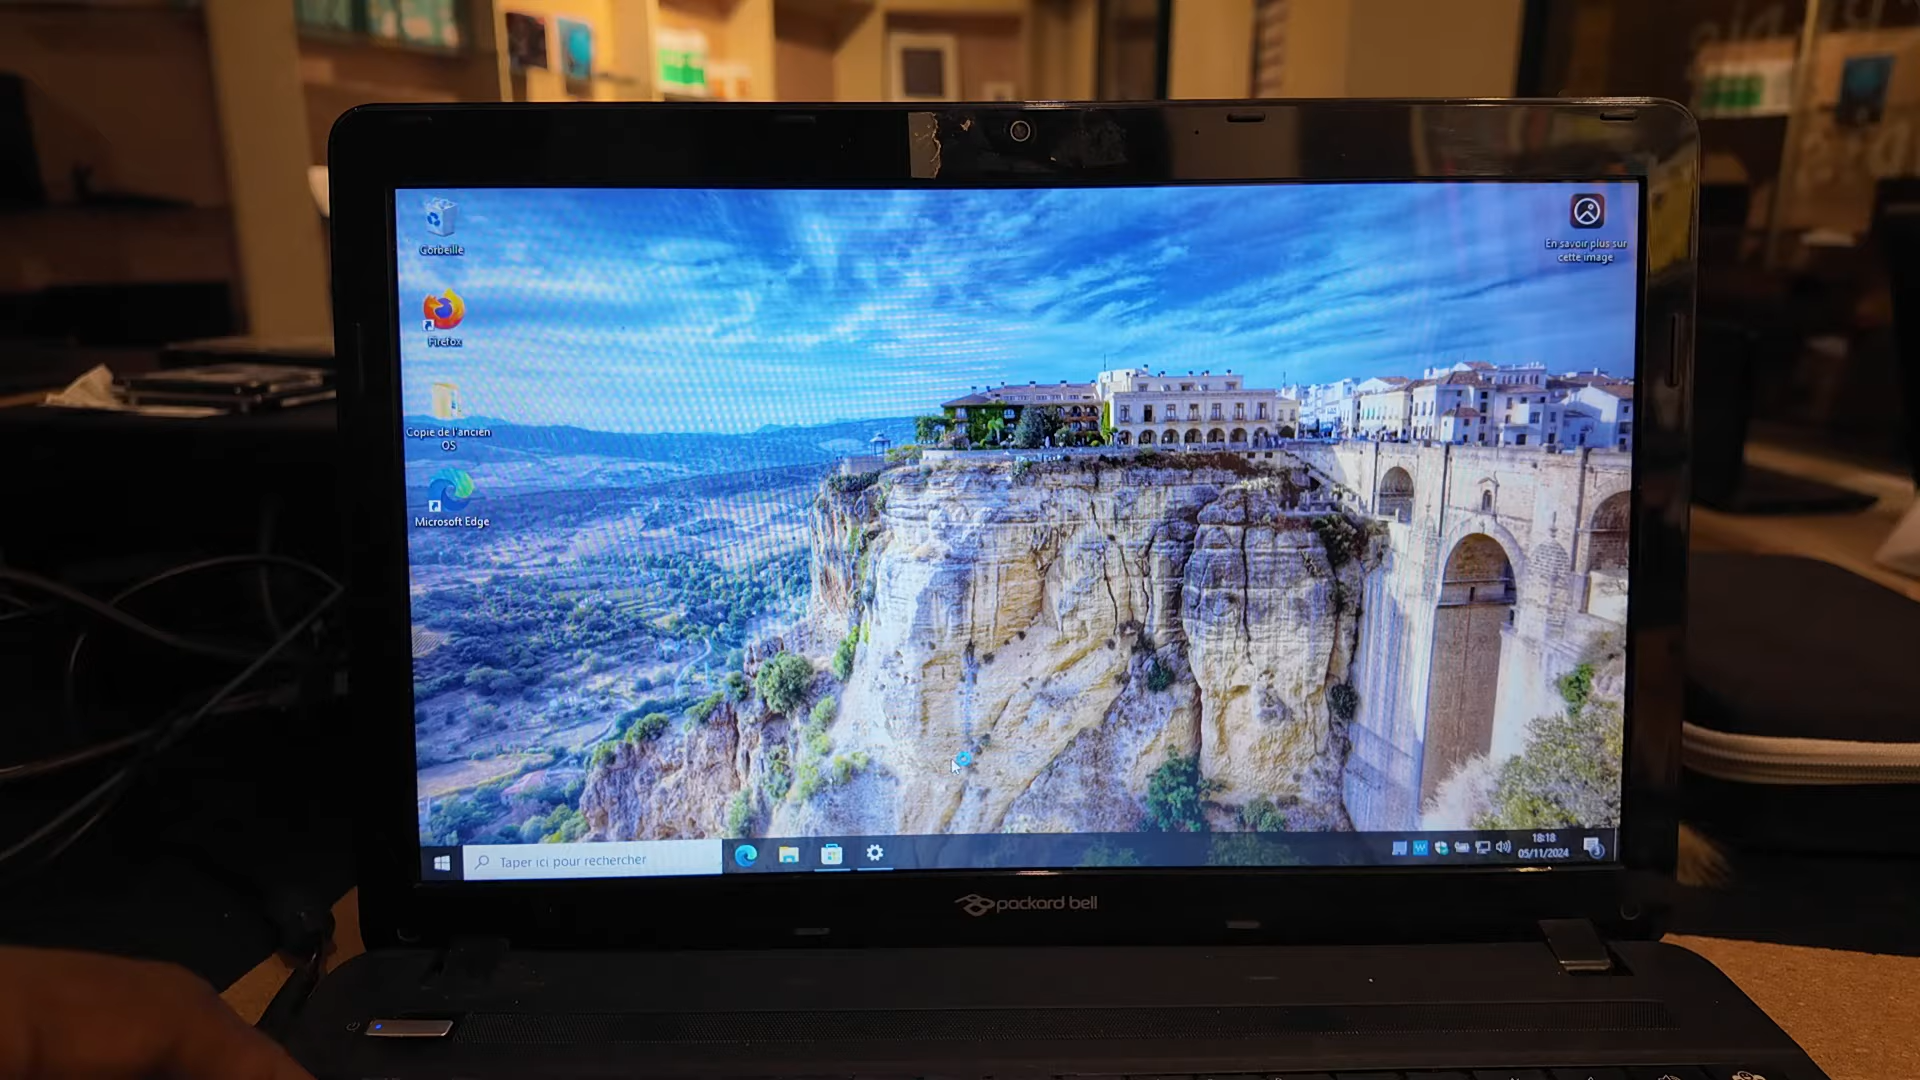 Corbeille
En savoir plus sur
cette image
Firefox
Copie de l'ancien
OS
Microsoft Edge
Taper ici pour rechercher
18:18
05/11/2024
3
packard bell